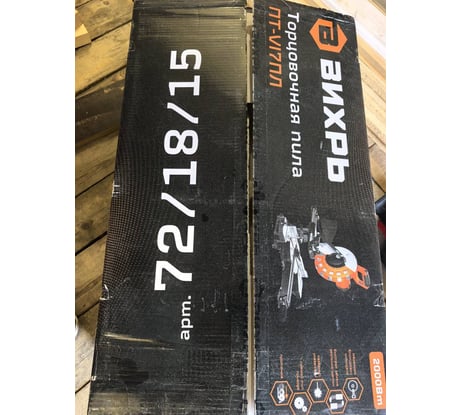 арт. 72/18/15
ВИХРЬ
Торцовочная пила
ПТ-V17ПЛ
2000Вт